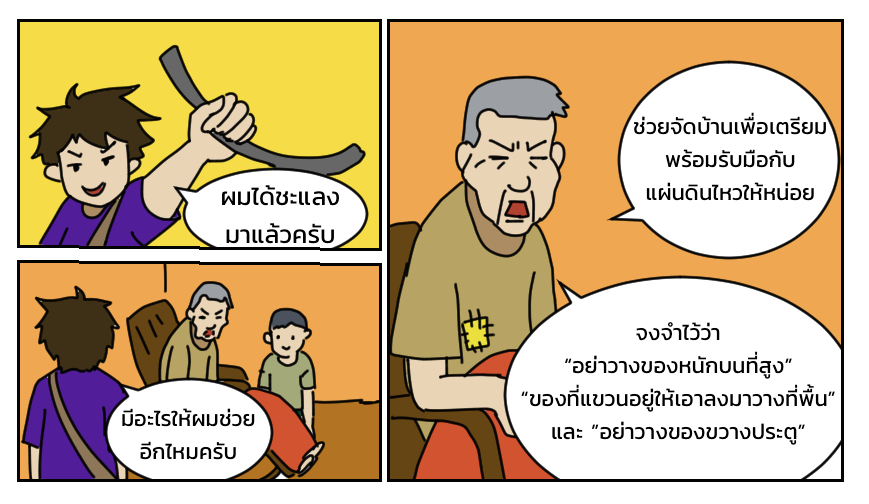 ผมได้ชะแลง
มาแล้วครับ
มีอะไรให้ผมช่วย
อีกไหมครับ
ช่วยจัดบ้านเพื่อเตรียม
พร้อมรับมือกับ
แผ่นดินไหวให้หน่อย
จงจำไว้ว่า
“อย่าวางของหนักบนที่สูง”
“ของที่แขวนอยู่ให้เอาลงมาวางที่พื้น”
และ “อย่าวางของขวางประตู”